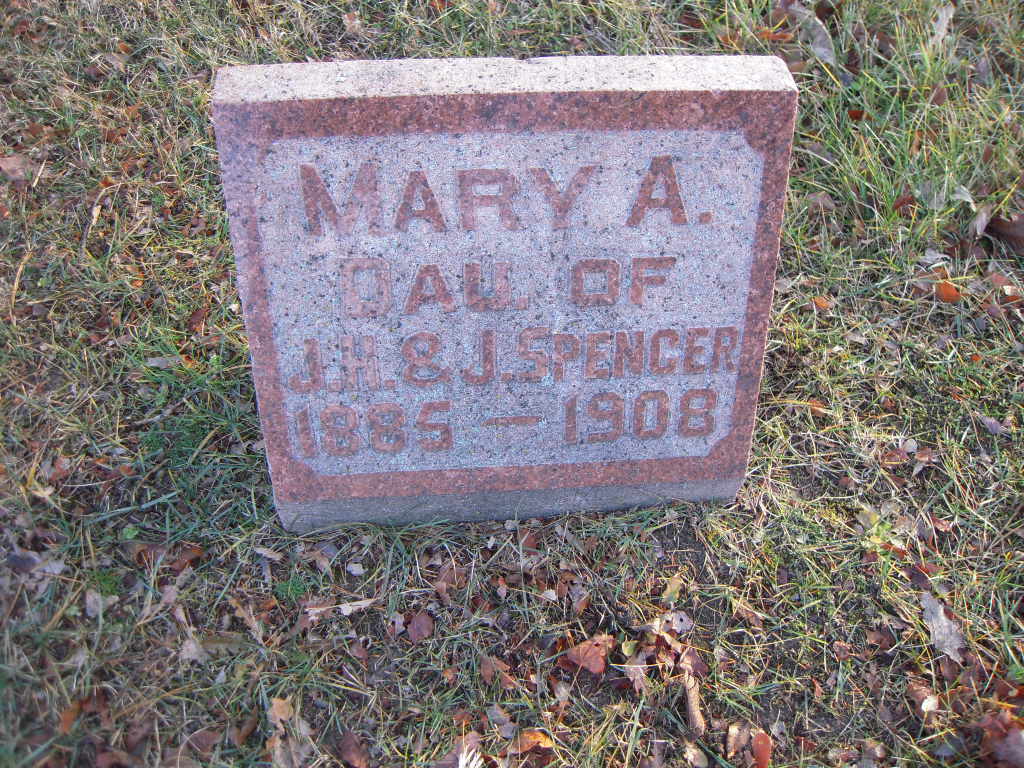 MARY A.
DAU. OF
J.H. & J. SPENCER
1885 – 1908